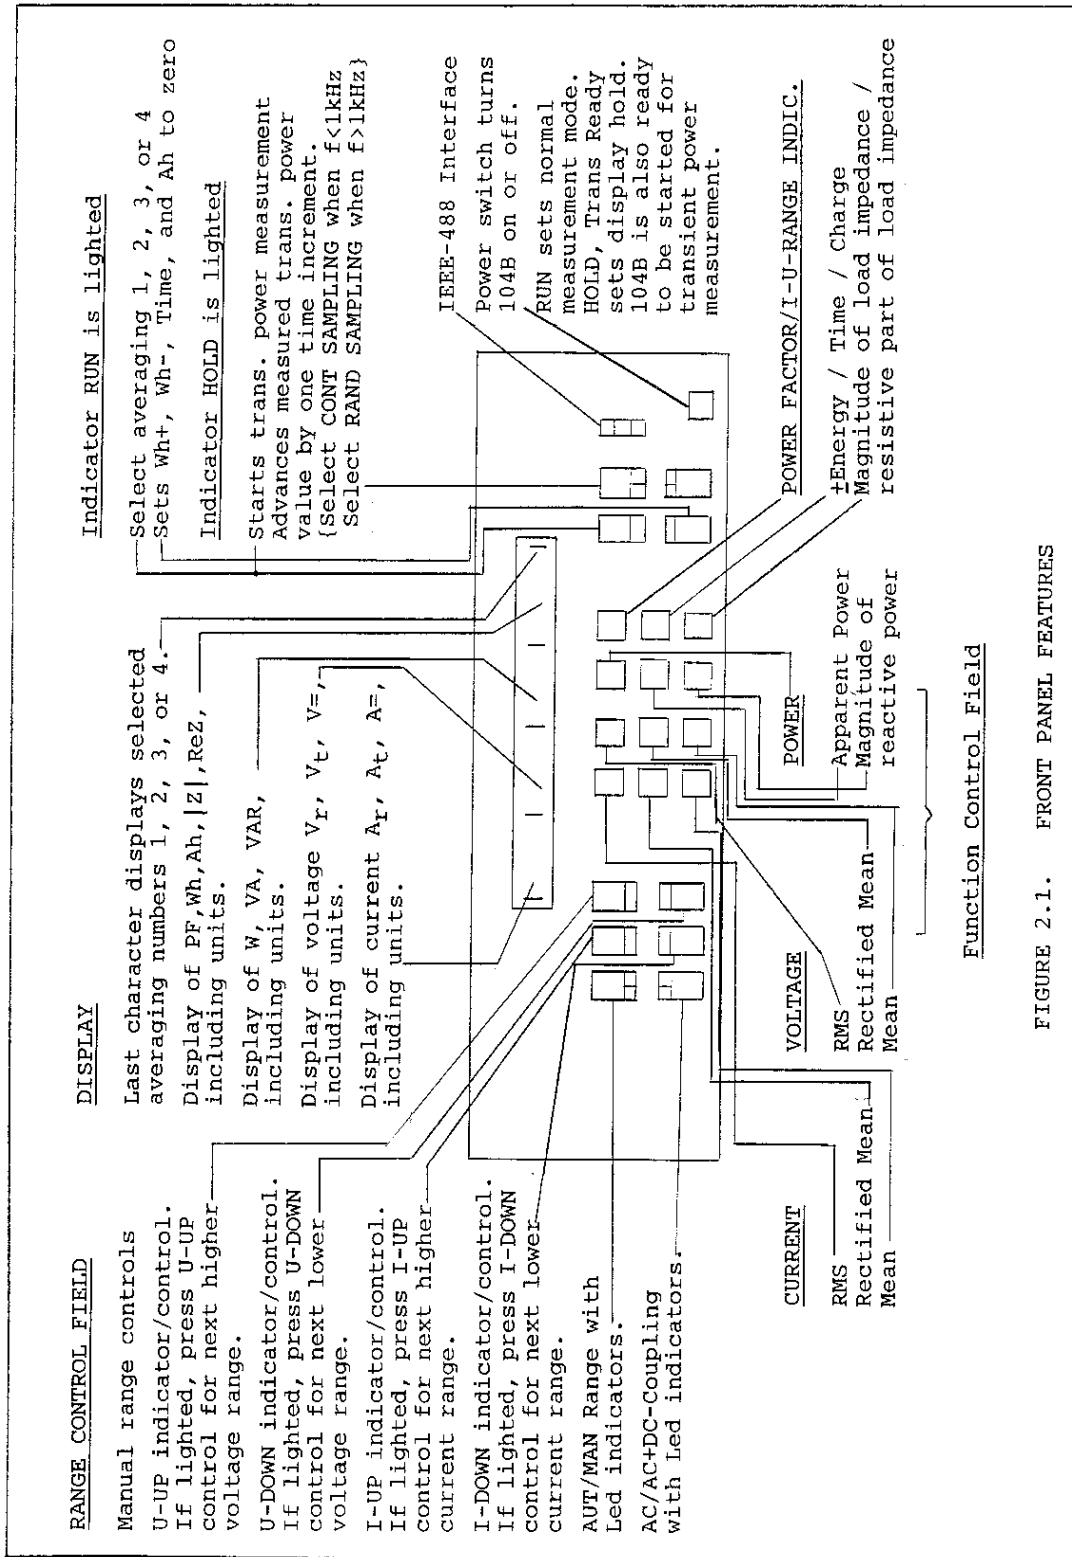 RANGE CONTROL FIELD
Manual range controls
U-UP indicator/control.
If lighted, press U-UP
control for next higher
voltage range.
U-DOWN indicator/control.
If lighted, press U-DOWN
control for next lower
voltage range.
I-UP indicator/control.
If lighted, press I-UP
control for next higher
current range.
I-DOWN indicator/control.
If lighted, press I-DOWN
control for next lower
current range.
AUT/MAN Range with
Led indicators.
AC/AC+DC-Coupling
with Led indicators.
DISPLAY
Last character displays selected
averaging numbers 1, 2, 3, or 4.
Display of PF,Wh,Ah,|Z|,ReZ,
including units.
Display of W, VA, VAR,
including units.
Display of voltage Vr, Vt, V=,
including units.
Display of current Ar, At, A=,
including units.
Indicator RUN is lighted
Select averaging 1, 2, 3, or 4
Sets Wh+, Wh-, Time, and Ah to zero
Indicator HOLD is lighted
Starts trans. power measurement
Advances measured trans. power
value by one time increment.
{Select CONT SAMPLING when f<1kHz
Select RAND SAMPLING when f>1kHz}
IEEE-488 Interface
Power switch turns
104B on or off.
RUN sets normal
measurement mode.
HOLD, Trans Ready
sets display hold.
104B is also ready
to be started for
transient power
measurement.
POWER FACTOR/I-U-RANGE INDIC.
±Energy / Time / Charge
Magnitude of load impedance /
resistive part of load impedance
CURRENT
RMS
Rectified Mean
Mean
VOLTAGE
RMS
Rectified Mean
Mean
POWER
Apparent Power
Magnitude of
reactive power
Function Control Field
FIGURE 2.1. FRONT PANEL FEATURES